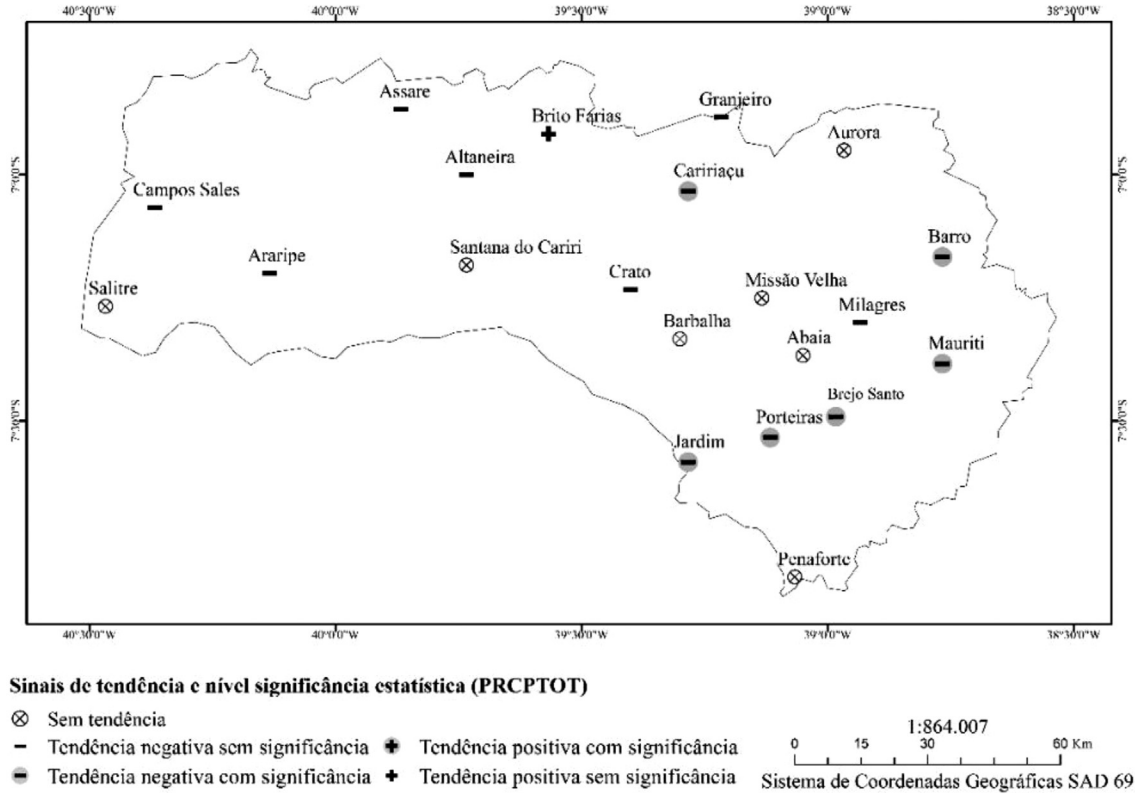 40°30'0"W 40°0'0"W 39°30'0"W 39°0'0"W 38°30'0"W
Assare
Granjeiro
Brito Farias
Aurora
7°0'0"S 7°0'0"S
Altaneira
Caririaçu
Campos Sales
Barro
Santana do Cariri
Araripe
Crato
Missão Velha
Salitre
Milagres
Barbalha
Abaia
Mauriti
Brejo Santo
Porteiras
7°30'0"S 7°30'0"S
Jardim
Penaforte
40°30'0"W 40°0'0"W 39°30'0"W 39°0'0"W 38°30'0"W
Sinais de tendência e nível significância estatística (PRCPTOT)
Sem tendência
Tendência negativa sem significância
Tendência positiva com significância
Tendência negativa com significância
Tendência positiva sem significância
1:864.007
0 15 30 60 Km
Sistema de Coordenadas Geográficas SAD 69